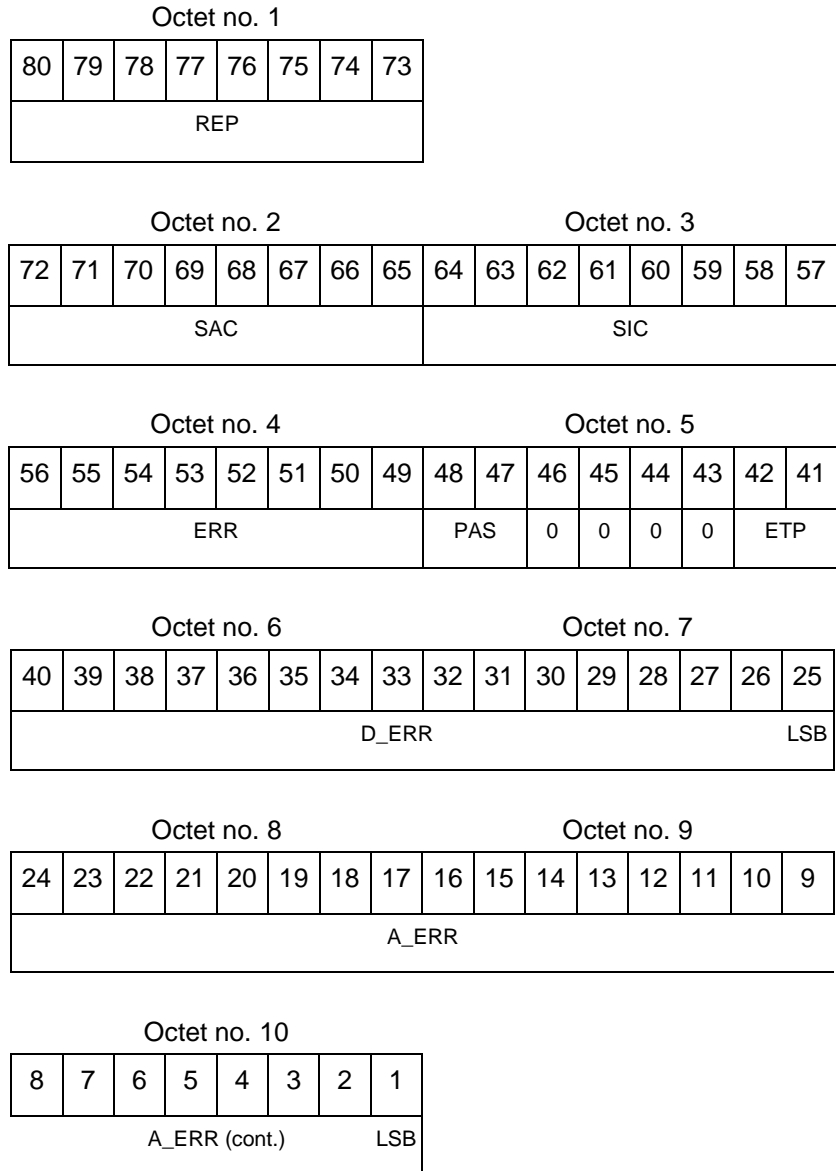 Octet no. 1
80 79 78 77 76 75 74 73
REP
Octet no. 2 Octet no. 3
72 71 70 69 68 67 66 65 64 63 62 61 60 59 58 57
SAC SIC
Octet no. 4 Octet no. 5
56 55 54 53 52 51 50 49 48 47 46 45 44 43 42 41
ERR PAS 0 0 0 0 ETP
Octet no. 6 Octet no. 7
40 39 38 37 36 35 34 33 32 31 30 29 28 27 26 25
D_ERR LSB
Octet no. 8 Octet no. 9
24 23 22 21 20 19 18 17 16 15 14 13 12 11 10 9
A_ERR
Octet no. 10
8 7 6 5 4 3 2 1
A_ERR (cont.) LSB